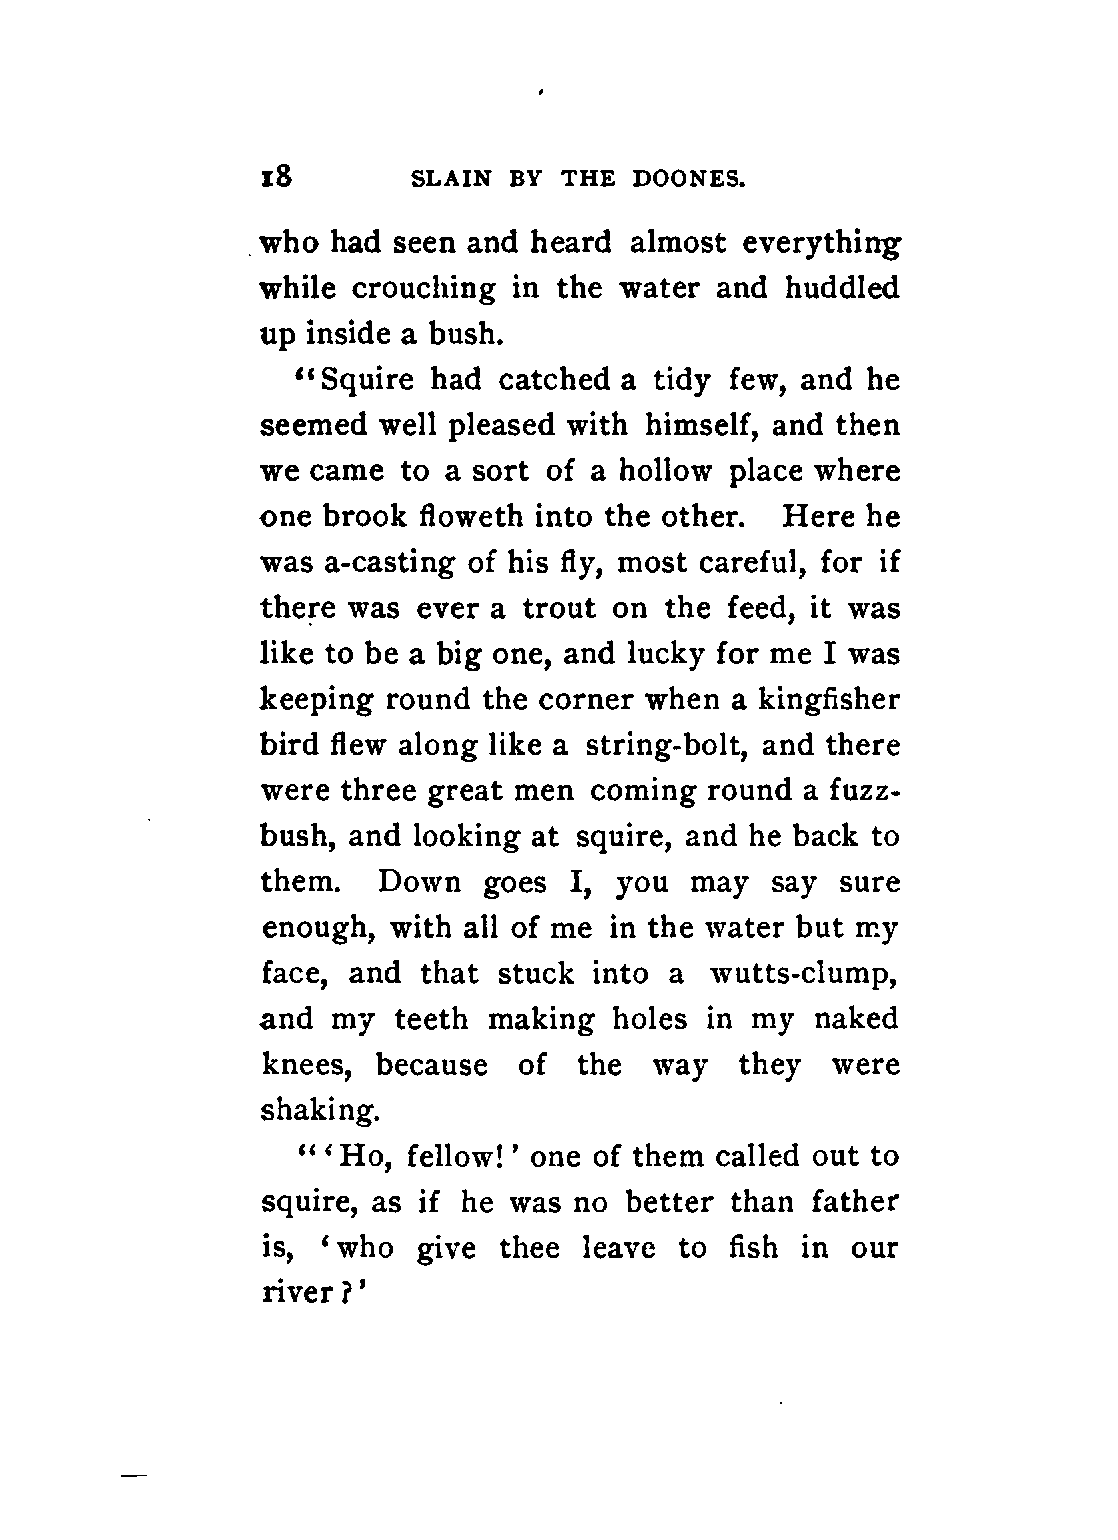 18 SLAIN BY THE DOONES.
who had seen and heard almost everything
while crouching in the water and huddled
up inside a bush.
“Squire had catched a tidy few, and he
seemed well pleased with himself, and then
we came to a sort of a hollow place where
one brook floweth into the other. Here he
was a-casting of his fly, most careful, for if
there was ever a trout on the feed, it was
like to be a big one, and lucky for me I was
keeping round the corner when a kingfisher
bird flew along like a string-bolt, and there
were three great men coming round a fuzz-
bush, and looking at squire, and he back to
them. Down goes I, you may say sure
enough, with all of me in the water but my
face, and that stuck into a wutts-clump,
and my teeth making holes in my naked
knees, because of the way they were
shaking.
“‘Ho, fellow!’ one of them called out to
squire, as if he was no better than father
is, ‘who give thee leave to fish in our
river?’